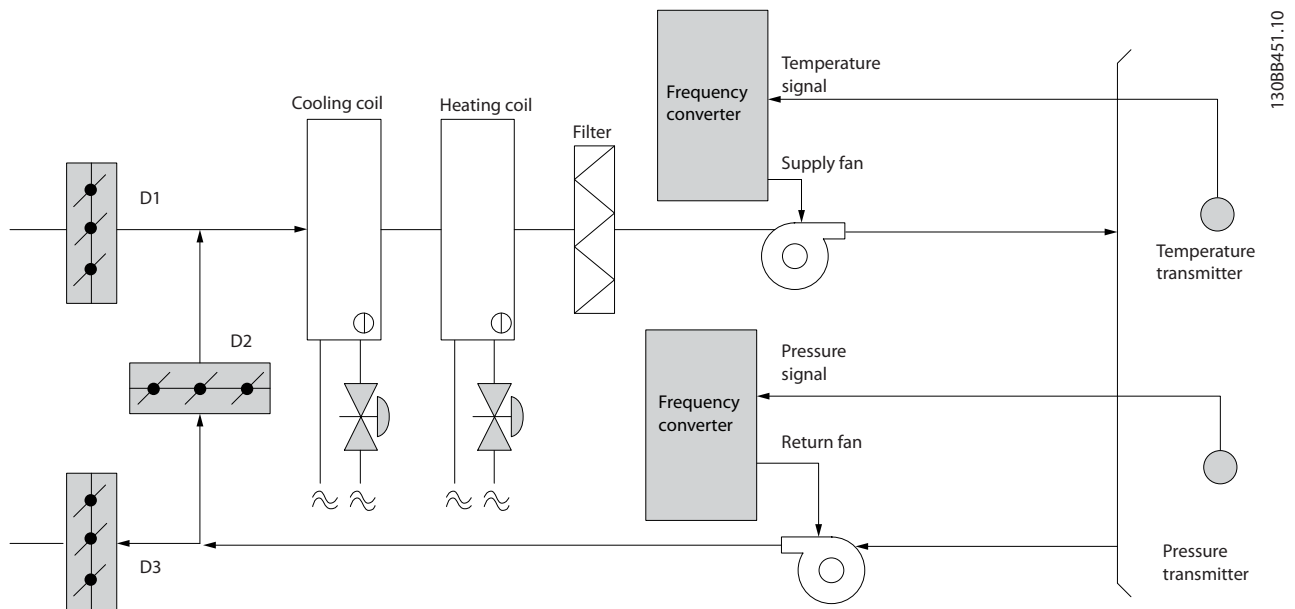 130BB451.10
Cooling coil
Heating coil
Filter
Frequency
converter
Temperature
signal
Supply fan
D1
Temperature
transmitter
D2
Frequency
converter
Pressure
signal
Return fan
D3
Pressure
transmitter